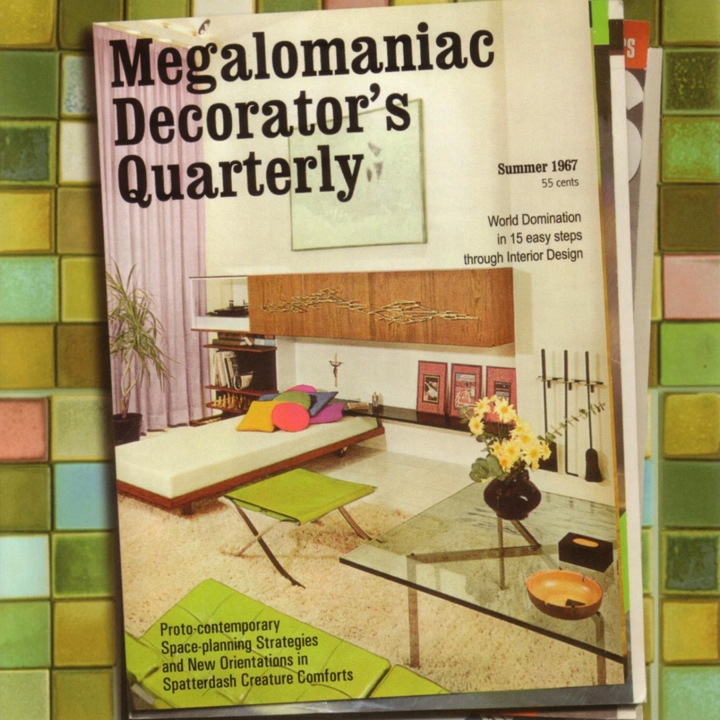 Megalomaniac
Decorator's
Quarterly
Summer 1967
55 cents
World Domination
in 15 easy steps
through Interior Design
Proto-contemporary
Space-planning Strategies
and New Orientations in
Spatterdash Creature Comforts